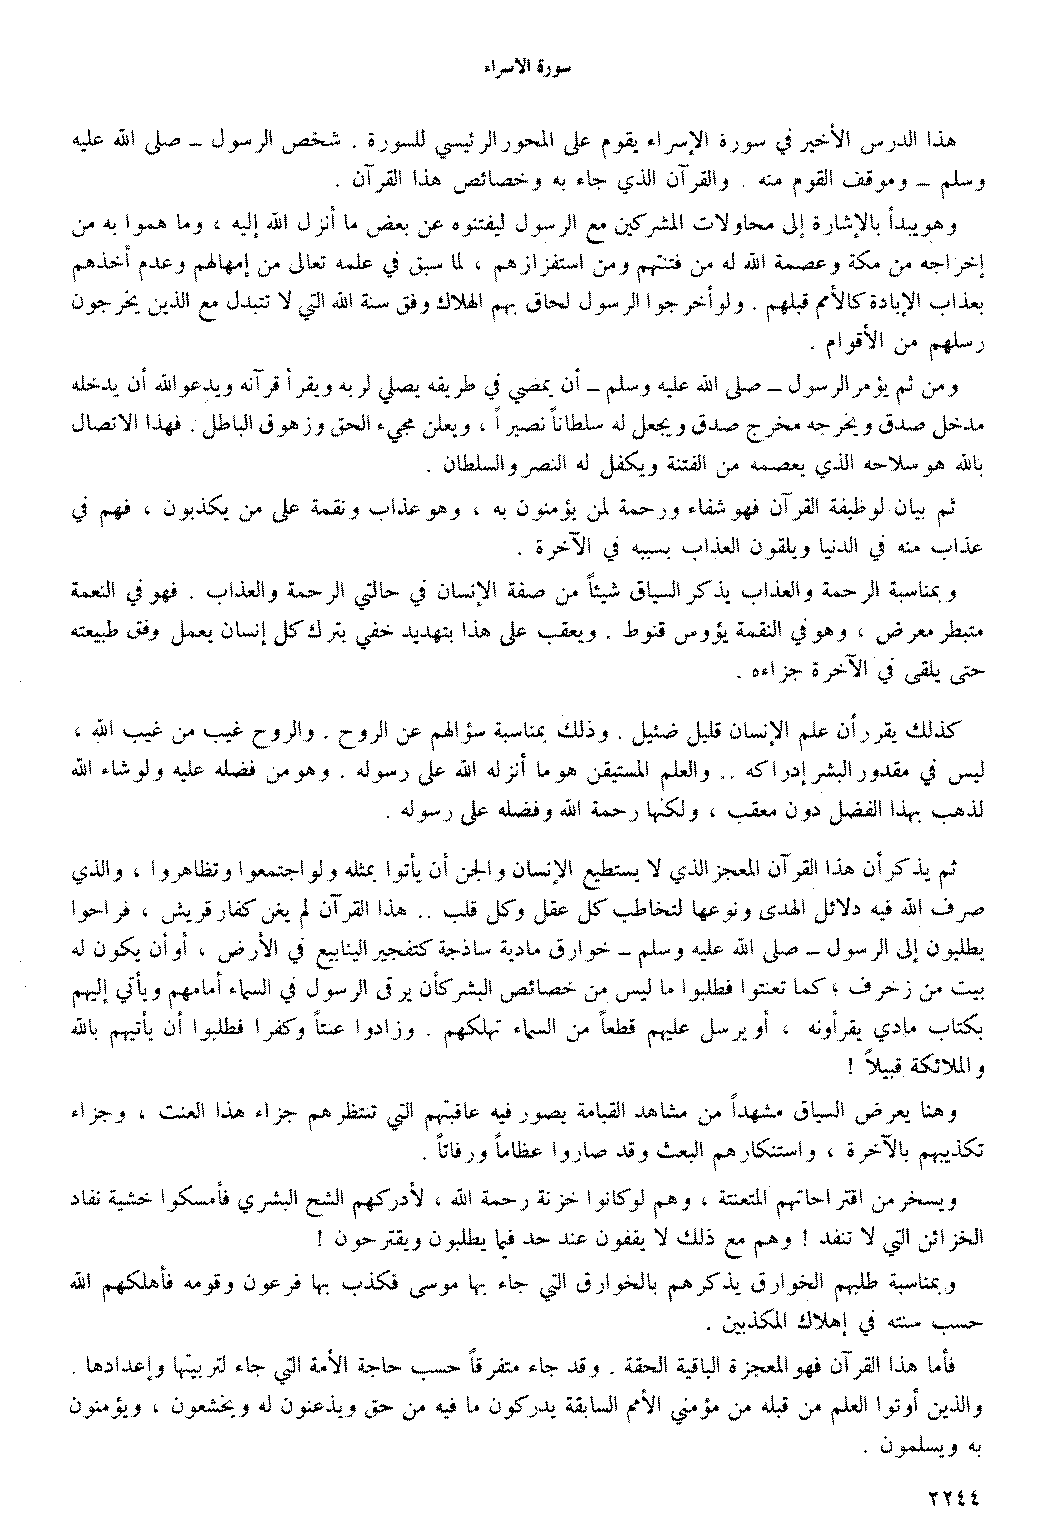 سورة الاسراء
هذا الدرس الأخير في سورة الإسراء يقوم على المحور الرئيسي للسورة . شخص الرسول – صلى الله عليه
وسلم – وموقف القوم منه . والقرآن الذي جاء به وخصائص هذا القرآن .
وهو يبدأ بالإشارة إلى محاولات المشركين مع الرسول ليفتنوه عن بعض ما أنزل الله إليه ، وما هموا به من
إخراجه من مكة وعصمة الله له من فتنتهم ومن استفزازهم ، لما سبق في علمه تعالى من إمهالهم وعدم أخذهم
بعذاب الإبادة كالأمم قبلهم . ولو أخرجوا الرسول لحاق بهم الهلاك وفق سنة الله التي لا تتبدل مع الذين يخرجون
رسلهم من الأقوام .
ومن ثم يؤمر الرسول – صلى الله عليه وسلم – أن يمضي في طريقه يصلي لربه ويقرأ قرآنه ويدعو الله أن يدخله
مدخل صدق ويخرجه مخرج صدق ويجعل له سلطاناً نصيراً ، ويعلن مجيء الحق وزهوق الباطل . فهذا الاتصال
بالله هو سلاحه الذي يعصمه من الفتنة ويكفل له النصر والسلطان .
ثم بيان لوظيفة القرآن فهو شفاء ورحمة لمن يؤمنون به ، وهو عذاب ونقمة على من يكذبون ، فهم في
عذاب منه في الدنيا ويلقون العذاب بسببه في الآخرة .
وبمناسبة الرحمة والعذاب يذكر السياق شيئاً من صفة الإنسان في حالتي الرحمة والعذاب . فهو في النعمة
متبطر معرض ، وهو في النقمة يؤوس قنوط . ويعقب على هذا بتهديد خفي بترك كل إنسان يعمل وفق طبيعته
حتى يلقى في الآخرة جزاءه .
كذلك يقرر أن علم الإنسان قليل ضئيل . وذلك بمناسبة سؤالهم عن الروح . والروح غيب من غيب الله ،
ليس في مقدور البشر إدراكه .. والعلم المستيقن هو ما أنزله الله على رسوله . وهو من فضله عليه ولو شاء الله
لذهب بهذا الفضل دون معقب ، ولكنها رحمة الله وفضله على رسوله .
ثم يذكر أن هذا القرآن المعجز الذي لا يستطيع الإنسان والجن أن يأتوا بمثله ولو اجتمعوا وتظاهروا ، والذي
صرف الله فيه دلائل الهدى ونوعها لتخاطب كل عقل وكل قلب .. هذا القرآن لم يغن كفار قريش ، فراحوا
يطلبون إلى الرسول – صلى الله عليه وسلم – خوارق مادية ساذجة كتفجير الينابيع في الأرض ، أو أن يكون له
بيت من زخرف ؛ كما تعنتوا فطلبوا ما ليس من خصائص البشر كأن يرقى الرسول في السماء أمامهم ويأتي إليهم
بكتاب مادي يقرأونه ، أو يرسل عليهم قطعاً من السماء تهلكهم . وزادوا عنتاً وكفرا فطلبوا أن يأتيهم بالله
والملائكة قبيلاً !
وهنا يعرض السياق مشهداً من مشاهد القيامة يصور فيه عاقبتهم التي تنتظرهم جزاء هذا العنت ، وجزاء
تكذيبهم بالآخرة ، واستنكارهم البعث وقد صاروا عظاماً ورفاتاً .
ويسخر من اقتراحاتهم المتعنتة ، وهم لو كانوا خزنة رحمة الله ، لأدركهم الشح البشري فأمسكوا خشية نفاد
الخزائن التي لا تنفد ! وهم مع ذلك لا يقفون عند حد فيما يطلبون ويقترحون !
وبمناسبة طلبهم الخوارق يذكرهم بالخوارق التي جاء بها موسى فكذب بها فرعون وقومه فأهلكهم الله
حسب سنته في إهلاك المكذبين .
فأما هذا القرآن فهو المعجزة الباقية الحقة . وقد جاء متفرقاً حسب حاجة الأمة التي جاء لتربيتها وإعدادها .
والذين أوتوا العلم من قبله من مؤمني الأمم السابقة يدركون ما فيه من حق ويذعنون له ويخشعون ، ويؤمنون
به ويسلمون .
٢٢٤٤